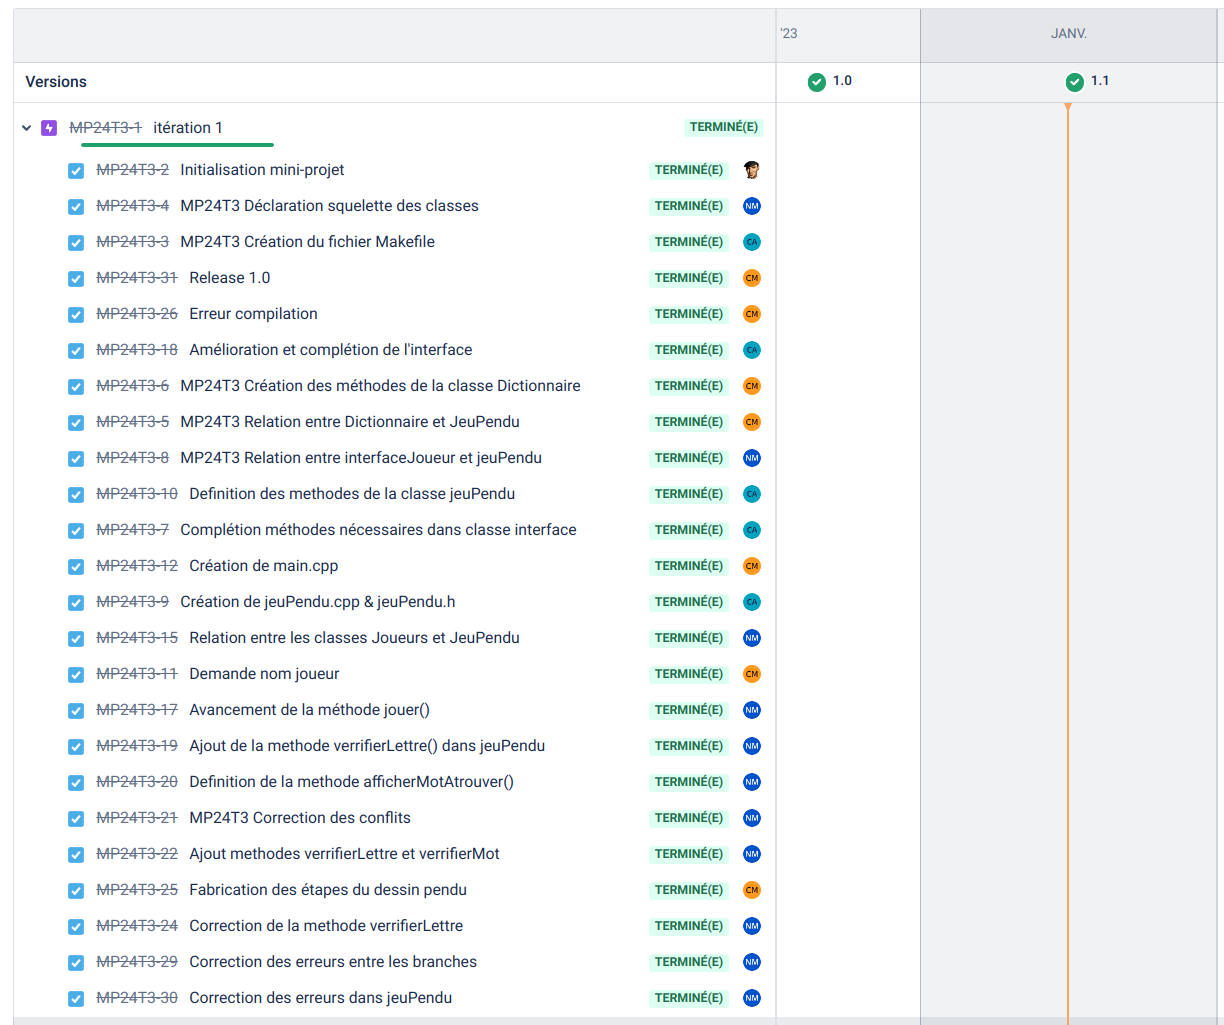 '23 JANV.
Versions 1.0 1.1
MP24T3-1 itération 1 TERMINÉ(E)
MP24T3-2 Initialisation mini-projet TERMINÉ(E)
MP24T3-4 MP24T3 Déclaration squelette des classes TERMINÉ(E) NM
MP24T3-3 MP24T3 Création du fichier Makefile TERMINÉ(E) CA
MP24T3-31 Release 1.0 TERMINÉ(E) CM
MP24T3-26 Erreur compilation TERMINÉ(E) CM
MP24T3-18 Amélioration et complétion de l'interface TERMINÉ(E) CA
MP24T3-6 MP24T3 Création des méthodes de la classe Dictionnaire TERMINÉ(E) CM
MP24T3-5 MP24T3 Relation entre Dictionnaire et JeuPendu TERMINÉ(E) CM
MP24T3-8 MP24T3 Relation entre interfaceJoueur et jeuPendu TERMINÉ(E) NM
MP24T3-10 Definition des methodes de la classe jeuPendu TERMINÉ(E) CA
MP24T3-7 Complétion méthodes nécessaires dans classe interface TERMINÉ(E) CA
MP24T3-12 Création de main.cpp TERMINÉ(E) CM
MP24T3-9 Création de jeuPendu.cpp & jeuPendu.h TERMINÉ(E) CA
MP24T3-15 Relation entre les classes Joueurs et JeuPendu TERMINÉ(E) NM
MP24T3-11 Demande nom joueur TERMINÉ(E) CM
MP24T3-17 Avancement de la méthode jouer() TERMINÉ(E) NM
MP24T3-19 Ajout de la methode verrifierLettre() dans jeuPendu TERMINÉ(E) NM
MP24T3-20 Definition de la methode afficherMotAtrouver() TERMINÉ(E) NM
MP24T3-21 MP24T3 Correction des conflits TERMINÉ(E) NM
MP24T3-22 Ajout methodes verrifierLettre et verrifierMot TERMINÉ(E) NM
MP24T3-25 Fabrication des étapes du dessin pendu TERMINÉ(E) CM
MP24T3-24 Correction de la methode verrifierLettre TERMINÉ(E) NM
MP24T3-29 Correction des erreurs entre les branches TERMINÉ(E) NM
MP24T3-30 Correction des erreurs dans jeuPendu TERMINÉ(E) NM